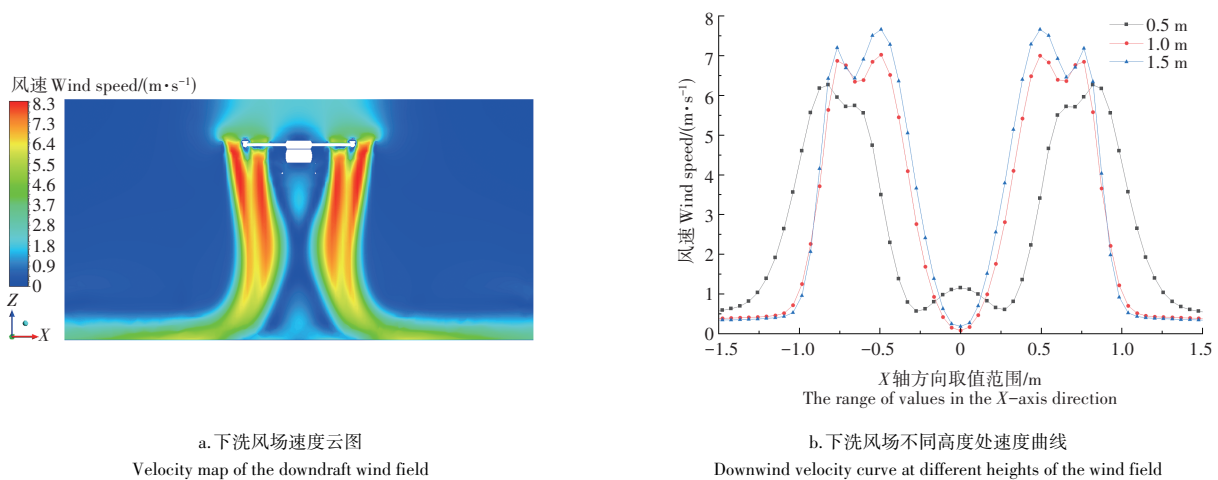 风速 Wind speed/(m·s⁻¹)
8.3
7.3
6.4
5.5
4.6
3.7
2.8
1.8
0.9
0
Z
X
a.下洗风场速度云图
Velocity map of the downdraft wind field
风速 Wind speed/(m·s⁻¹)
8
7
6
5
4
3
2
1
0
0.5 m
1.0 m
1.5 m
−1.5 −1.0 −0.5 0 0.5 1.0 1.5
X轴方向取值范围/m
The range of values in the X−axis direction
b.下洗风场不同高度处速度曲线
Downwind velocity curve at different heights of the wind field